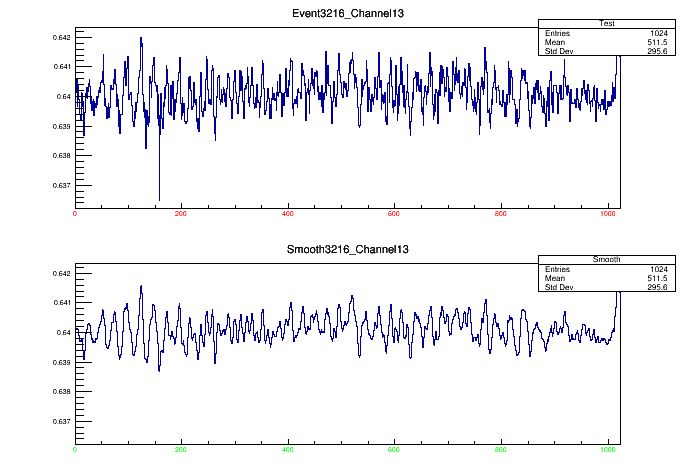 Event3216_Channel13
Test
Entries 1024
Mean 511.5
Std Dev 295.6
0.642
0.641
0.64
0.639
0.638
0.637
0 200 400 600 800 1000
Smooth3216_Channel13
Smooth
Entries 1024
Mean 511.5
Std Dev 295.6
0.642
0.641
0.64
0.639
0.638
0.637
0 200 400 600 800 1000